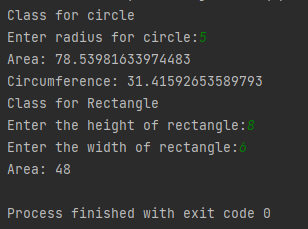 Class for circle
Enter radius for circle:5
Area: 78.53981633974483
Circumference: 31.41592653589793
Class for Rectangle
Enter the height of rectangle:8
Enter the width of rectangle:6
Area: 48
Process finished with exit code 0